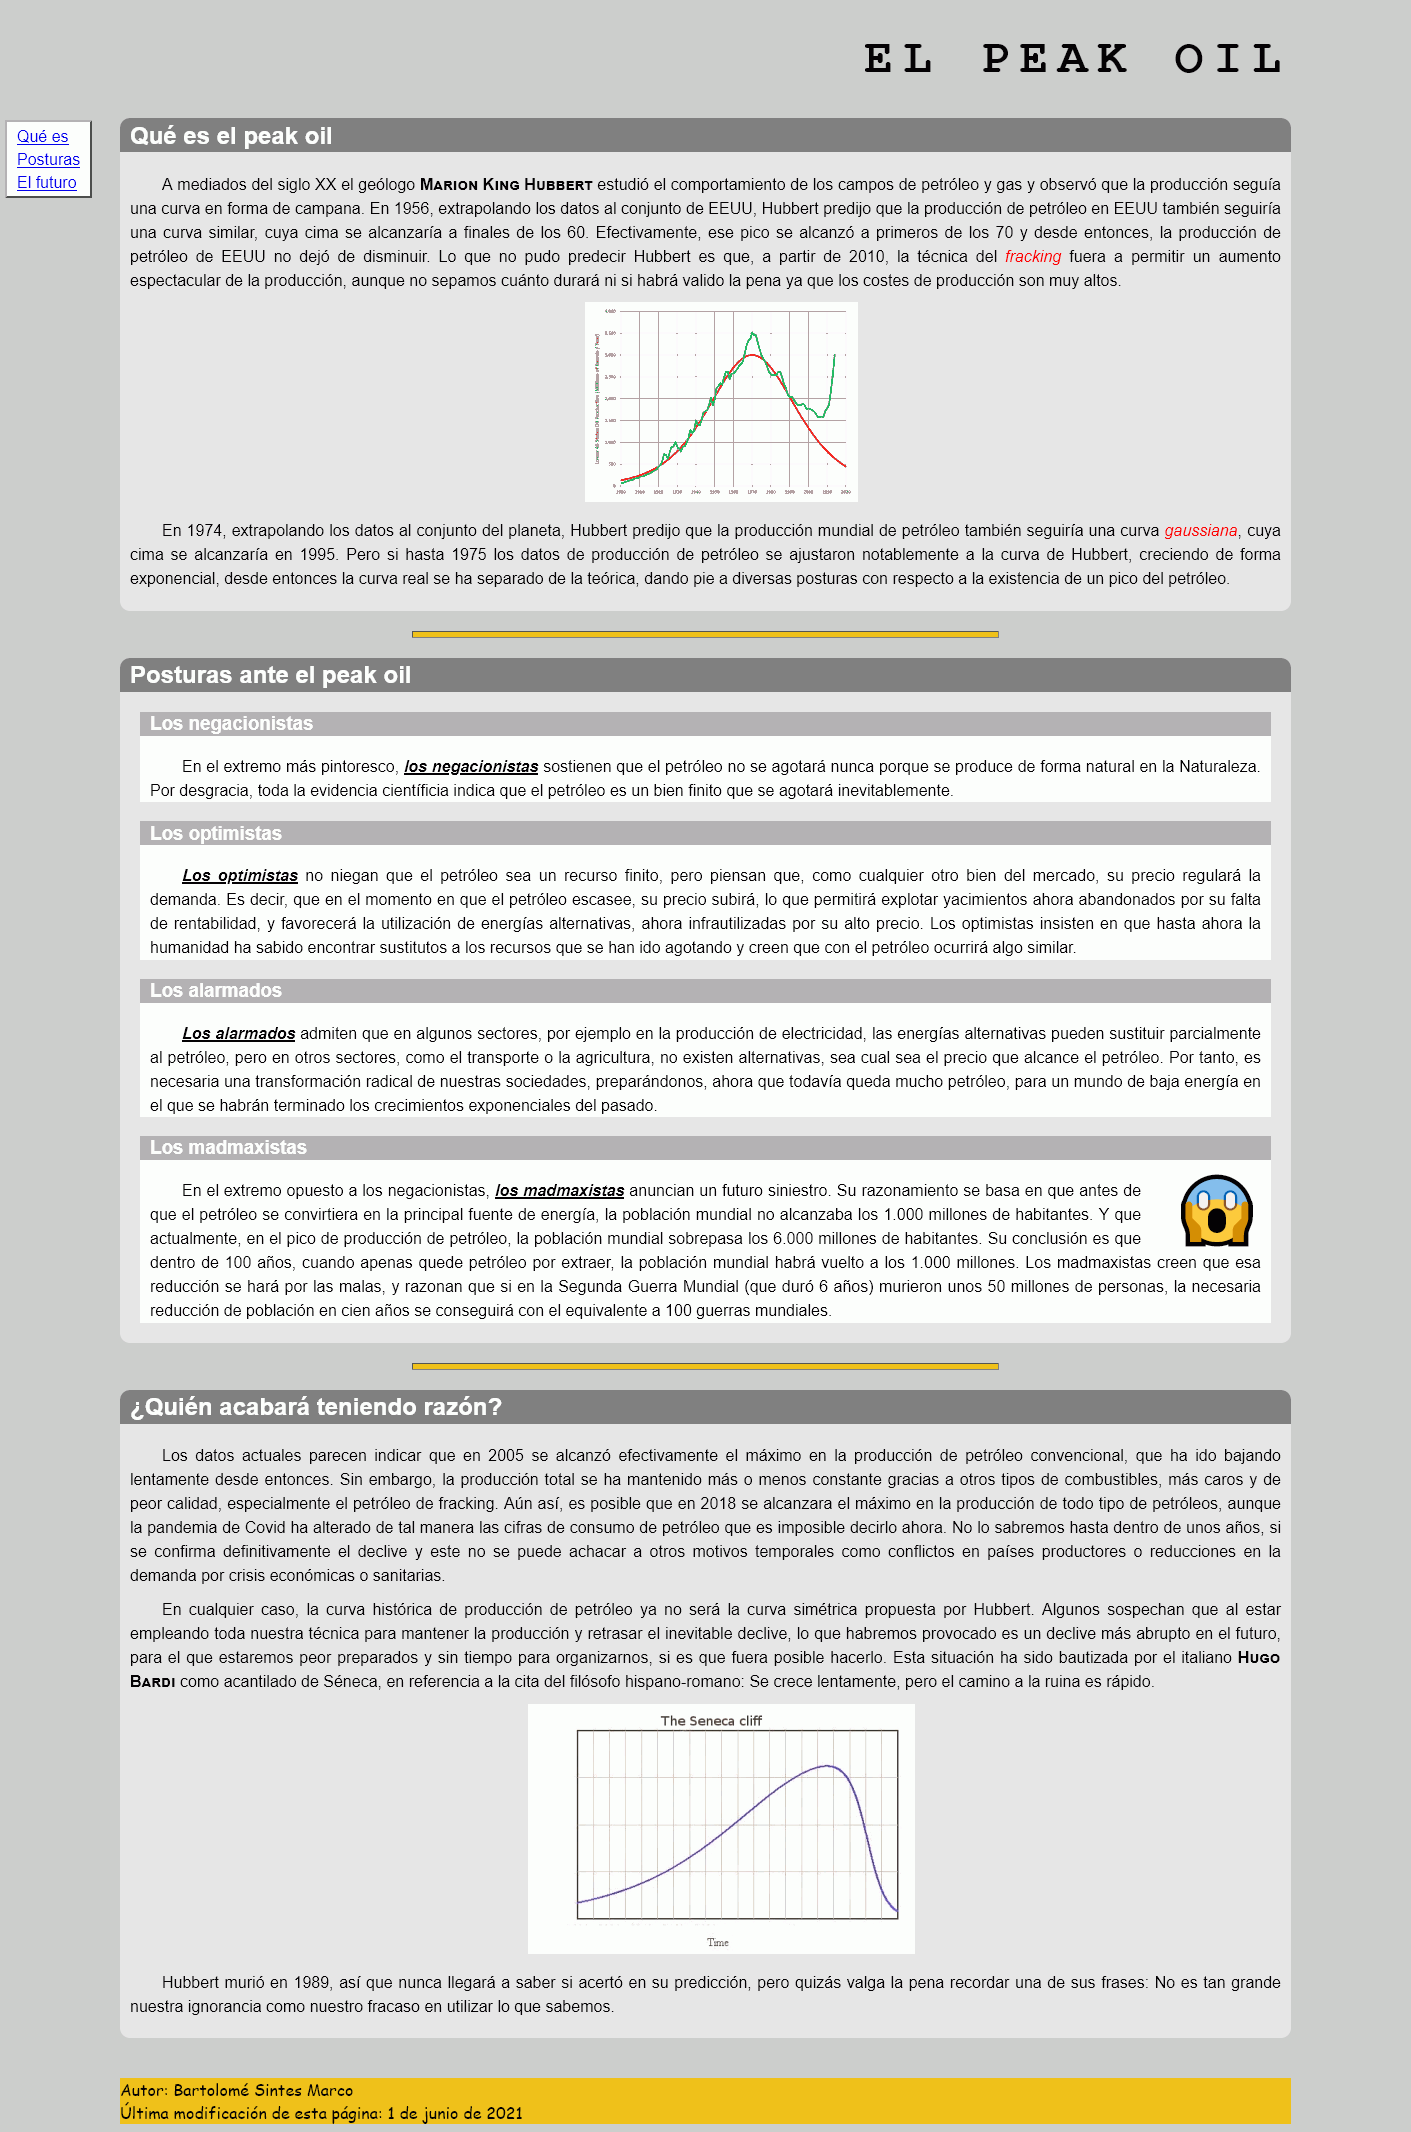 EL PEAK OIL
Qué es
Posturas
El futuro
Qué es el peak oil
A mediados del siglo XX el geólogo Marion King Hubbert estudió el comportamiento de los campos de petróleo y gas y observó que la producción seguía
una curva en forma de campana. En 1956, extrapolando los datos al conjunto de EEUU, Hubbert predijo que la producción de petróleo en EEUU también seguiría
una curva similar, cuya cima se alcanzaría a finales de los 60. Efectivamente, ese pico se alcanzó a primeros de los 70 y desde entonces, la producción de
petróleo de EEUU no dejó de disminuir. Lo que no pudo predecir Hubbert es que, a partir de 2010, la técnica del fracking fuera a permitir un aumento
espectacular de la producción, aunque no sepamos cuánto durará ni si habrá valido la pena ya que los costes de producción son muy altos.
En 1974, extrapolando los datos al conjunto del planeta, Hubbert predijo que la producción mundial de petróleo también seguiría una curva gaussiana, cuya
cima se alcanzaría en 1995. Pero si hasta 1975 los datos de producción de petróleo se ajustaron notablemente a la curva de Hubbert, creciendo de forma
exponencial, desde entonces la curva real se ha separado de la teórica, dando pie a diversas posturas con respecto a la existencia de un pico del petróleo.
Posturas ante el peak oil
Los negacionistas
En el extremo más pintoresco, los negacionistas sostienen que el petróleo no se agotará nunca porque se produce de forma natural en la Naturaleza.
Por desgracia, toda la evidencia científicia indica que el petróleo es un bien finito que se agotará inevitablemente.
Los optimistas
Los optimistas no niegan que el petróleo sea un recurso finito, pero piensan que, como cualquier otro bien del mercado, su precio regulará la
demanda. Es decir, que en el momento en que el petróleo escasee, su precio subirá, lo que permitirá explotar yacimientos ahora abandonados por su falta
de rentabilidad, y favorecerá la utilización de energías alternativas, ahora infrautilizadas por su alto precio. Los optimistas insisten en que hasta ahora la
humanidad ha sabido encontrar sustitutos a los recursos que se han ido agotando y creen que con el petróleo ocurrirá algo similar.
Los alarmados
Los alarmados admiten que en algunos sectores, por ejemplo en la producción de electricidad, las energías alternativas pueden sustituir parcialmente
al petróleo, pero en otros sectores, como el transporte o la agricultura, no existen alternativas, sea cual sea el precio que alcance el petróleo. Por tanto, es
necesaria una transformación radical de nuestras sociedades, preparándonos, ahora que todavía queda mucho petróleo, para un mundo de baja energía en
el que se habrán terminado los crecimientos exponenciales del pasado.
Los madmaxistas
En el extremo opuesto a los negacionistas, los madmaxistas anuncian un futuro siniestro. Su razonamiento se basa en que antes de
que el petróleo se convirtiera en la principal fuente de energía, la población mundial no alcanzaba los 1.000 millones de habitantes. Y que
actualmente, en el pico de producción de petróleo, la población mundial sobrepasa los 6.000 millones de habitantes. Su conclusión es que
dentro de 100 años, cuando apenas quede petróleo por extraer, la población mundial habrá vuelto a los 1.000 millones. Los madmaxistas creen que esa
reducción se hará por las malas, y razonan que si en la Segunda Guerra Mundial (que duró 6 años) murieron unos 50 millones de personas, la necesaria
reducción de población en cien años se conseguirá con el equivalente a 100 guerras mundiales.
¿Quién acabará teniendo razón?
Los datos actuales parecen indicar que en 2005 se alcanzó efectivamente el máximo en la producción de petróleo convencional, que ha ido bajando
lentamente desde entonces. Sin embargo, la producción total se ha mantenido más o menos constante gracias a otros tipos de combustibles, más caros y de
peor calidad, especialmente el petróleo de fracking. Aún así, es posible que en 2018 se alcanzara el máximo en la producción de todo tipo de petróleos, aunque
la pandemia de Covid ha alterado de tal manera las cifras de consumo de petróleo que es imposible decirlo ahora. No lo sabremos hasta dentro de unos años, si
se confirma definitivamente el declive y este no se puede achacar a otros motivos temporales como conflictos en países productores o reducciones en la
demanda por crisis económicas o sanitarias.
En cualquier caso, la curva histórica de producción de petróleo ya no será la curva simétrica propuesta por Hubbert. Algunos sospechan que al estar
empleando toda nuestra técnica para mantener la producción y retrasar el inevitable declive, lo que habremos provocado es un declive más abrupto en el futuro,
para el que estaremos peor preparados y sin tiempo para organizarnos, si es que fuera posible hacerlo. Esta situación ha sido bautizada por el italiano Hugo
Bardi como acantilado de Séneca, en referencia a la cita del filósofo hispano-romano: Se crece lentamente, pero el camino a la ruina es rápido.
The Seneca cliff
Time
Hubbert murió en 1989, así que nunca llegará a saber si acertó en su predicción, pero quizás valga la pena recordar una de sus frases: No es tan grande
nuestra ignorancia como nuestro fracaso en utilizar lo que sabemos.
Autor: Bartolomé Sintes Marco
Última modificación de esta página: 1 de junio de 2021